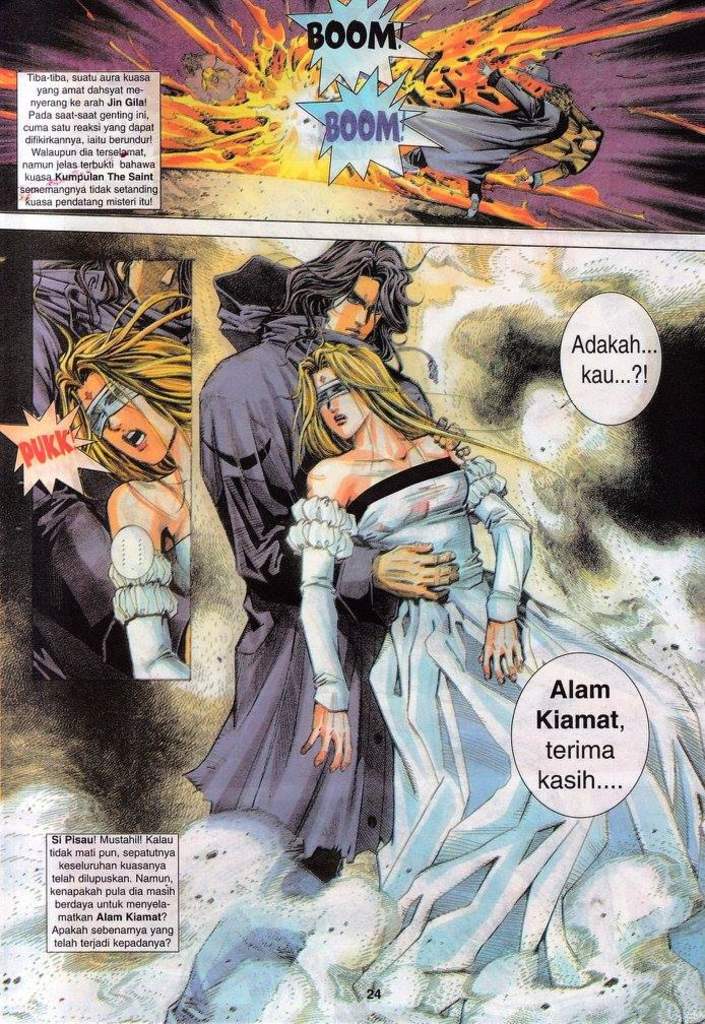 BOOM!
BOOM!
Tiba-tiba, suatu aura kuasa
yang amat dahsyat me-
nyerang ke arah Jin Gila!
Pada saat-saat genting ini,
cuma satu reaksi yang dapat
difikirkannya, iaitu berundur!
Walaupun dia terselamat,
namun jelas terbukti bahawa
kuasa Kumpulan The Saint
sememangnya tidak setanding
kuasa pendatang misteri itu!
PUKK!
Adakah...
kau...?!
Alam
Kiamat,
terima
kasih....
Si Pisau! Mustahil! Kalau
tidak mati pun, sepatutnya
keseluruhan kuasanya
telah dilupuskan. Namun,
kenapakah pula dia masih
berdaya untuk menyela-
matkan Alam Kiamat?
Apakah sebenarnya yang
telah terjadi kepadanya?
24